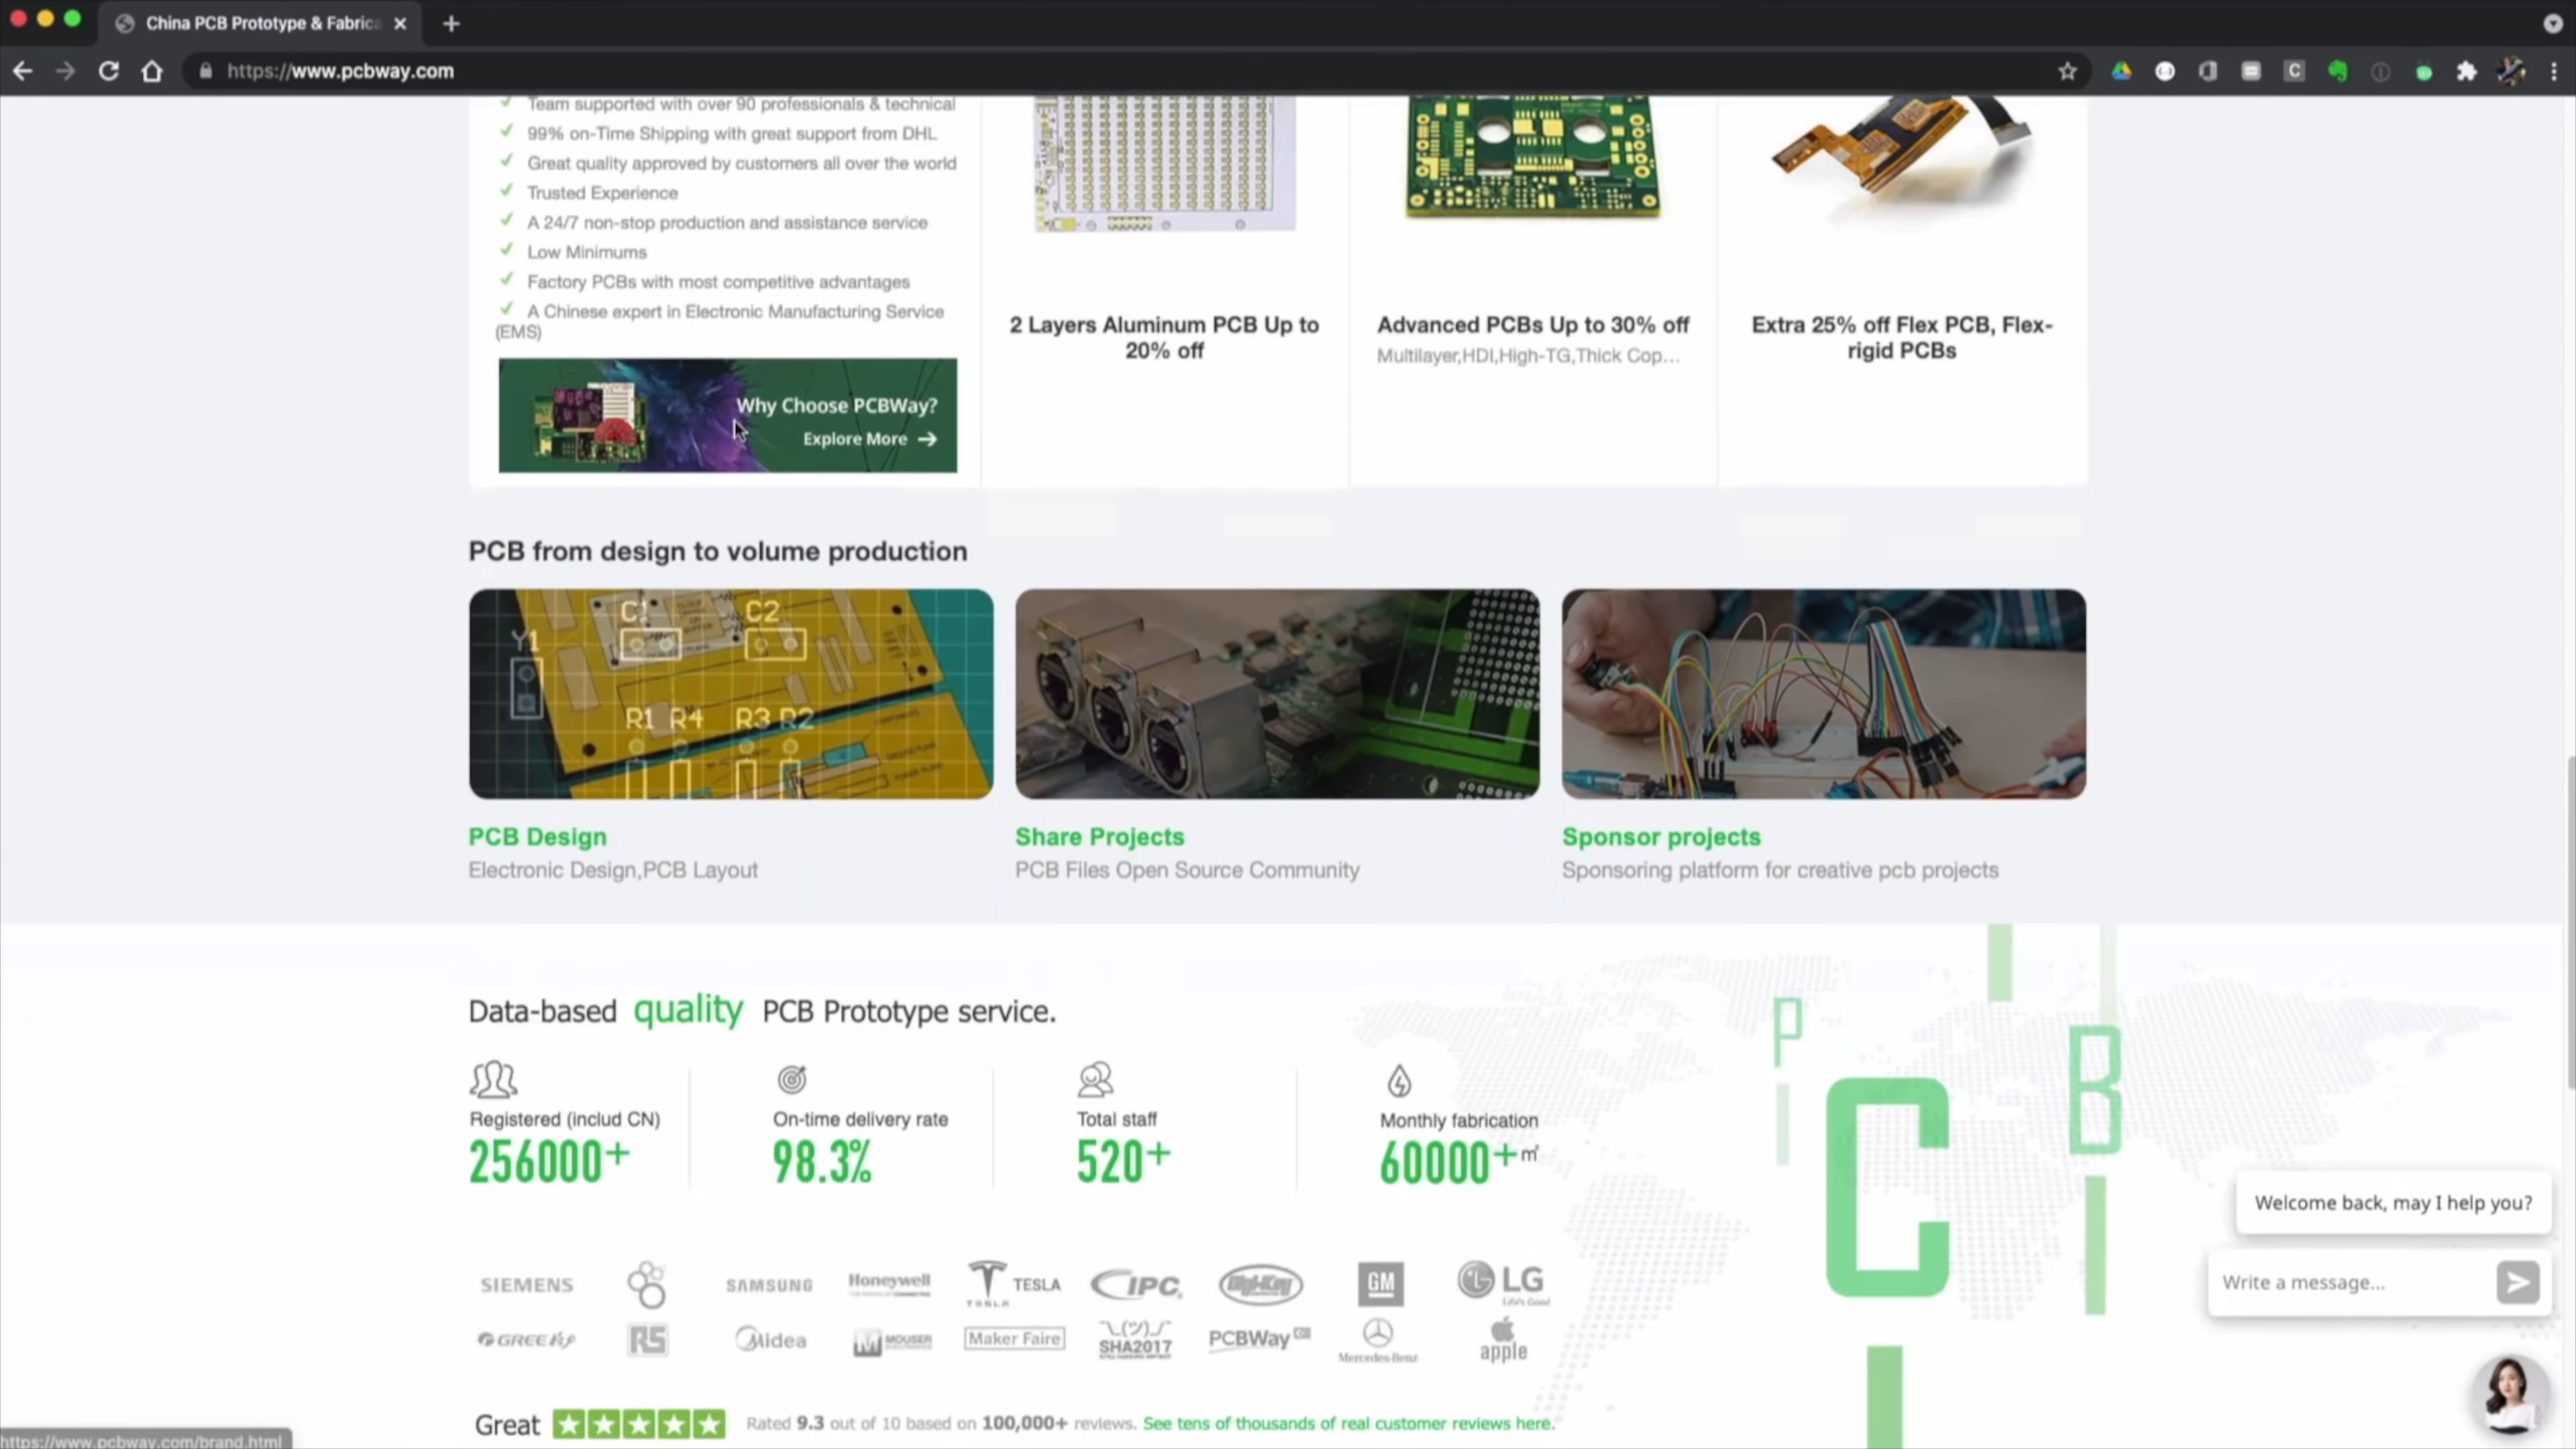 China PCB Prototype & Fabrica
https://www.pcbway.com
Team supported with over 90 professionals & technical
99% on-Time Shipping with great support from DHL
Great quality approved by customers all over the world
Trusted Experience
A 24/7 non-stop production and assistance service
Low Minimums
Factory PCBs with most competitive advantages
A Chinese expert in Electronic Manufacturing Service
(EMS)
Why Choose PCBWay?
Explore More →
2 Layers Aluminum PCB Up to
20% off
Advanced PCBs Up to 30% off
Multilayer,HDI,High-TG,Thick Cop...
Extra 25% off Flex PCB, Flex-
rigid PCBs
PCB from design to volume production
C1 C2
Y1
R1 R4 R3 R2
PCB Design
Electronic Design,PCB Layout
Share Projects
PCB Files Open Source Community
Sponsor projects
Sponsoring platform for creative pcb projects
Data-based quality PCB Prototype service.
Registered (includ CN)
256000+
On-time delivery rate
98.3%
Total staff
520+
Monthly fabrication
60000+㎡
P
C
B
SIEMENS
SAMSUNG
Honeywell
TESLA
TESLA
IPC
Digi-Key
GM
LG
Life's Good
GREE
RS
Midea
MOUSER
ELECTRONICS
Maker Faire
¯\_(ツ)_/¯
SHA2017
PCBWay
Mercedes-Benz
apple
Great
Rated 9.3 out of 10 based on 100,000+ reviews. See tens of thousands of real customer reviews here.
Welcome back, may I help you?
Write a message...
https://www.pcbway.com/brand.html